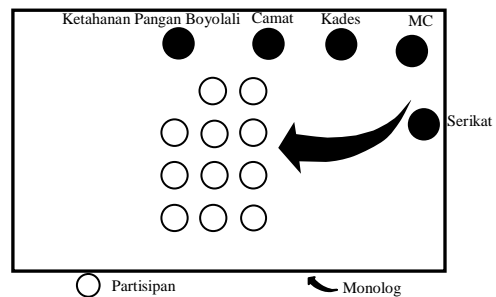 Ketahanan Pangan Boyolali Camat Kades MC
Serikat
Partisipan Monolog